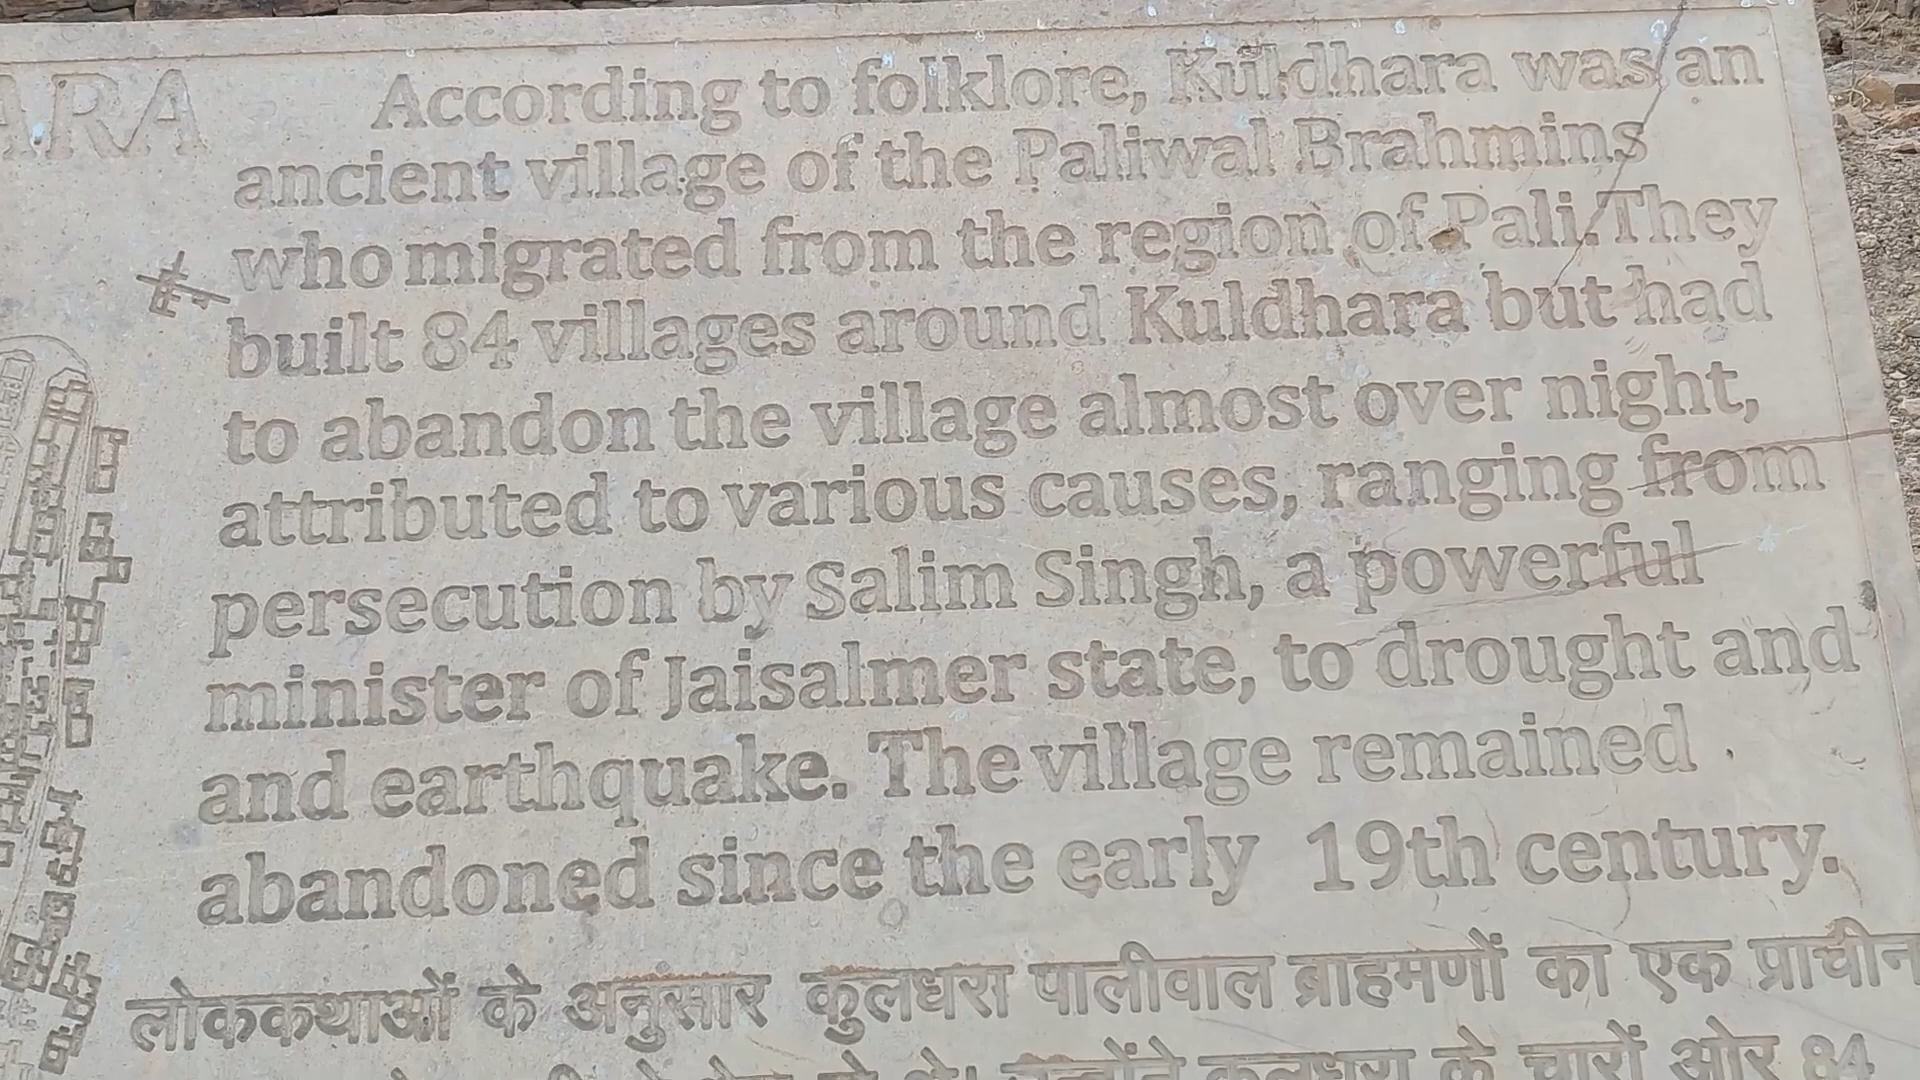 ARA
According to folklore, Kuldhara was an
ancient village of the Paliwal Brahmins
who migrated from the region of Pali. They
built 84 villages around Kuldhara but had
to abandon the village almost over night,
attributed to various causes, ranging from
persecution by Salim Singh, a powerful
minister of Jaisalmer state, to drought and
and earthquake. The village remained
abandoned since the early 19th century.
लोककथाओं के अनुसार कुलधरा पालीवाल ब्राहमणों का एक प्राचीन
कुलधरा के चारों ओर 84